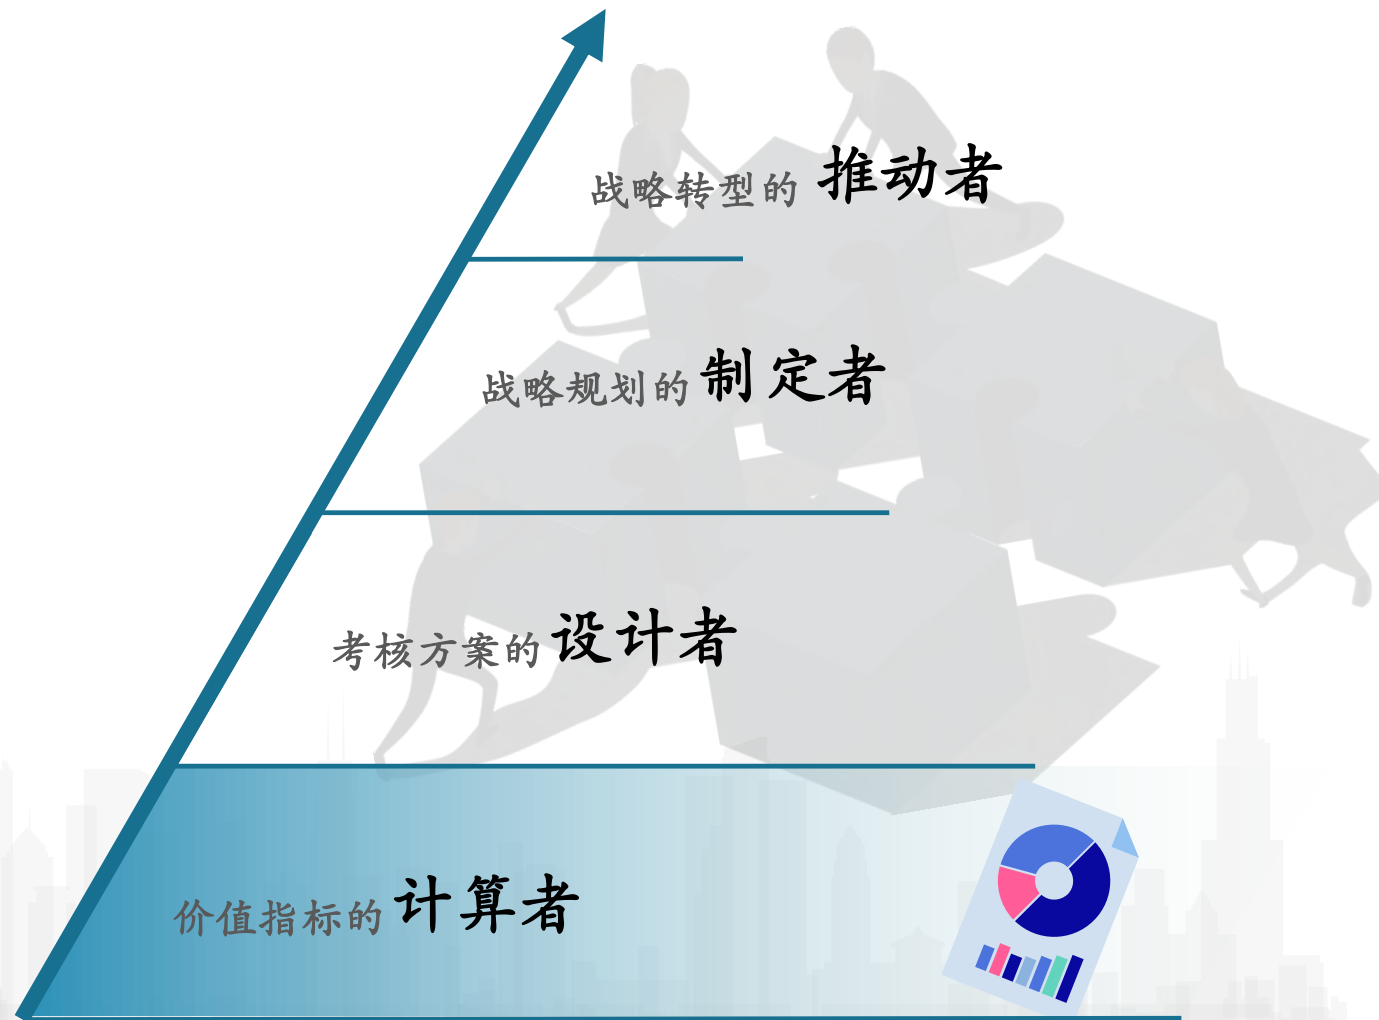 战略转型的 推动者
战略规划的 制定者
考核方案的 设计者
价值指标的 计算者